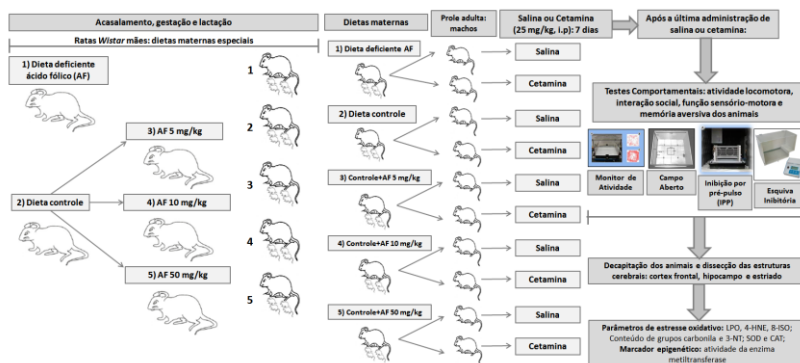 Acasalamento, gestação e lactação
Ratas Wistar mães: dietas maternas especiais
1) Dieta deficiente
ácido fólico (AF)
2) Dieta controle
3) AF 5 mg/kg
4) AF 10 mg/kg
5) AF 50 mg/kg
1
2
3
4
5
Dietas maternas
1) Dieta deficiente AF
2) Dieta controle
3) Controle+AF 5 mg/kg
4) Controle+AF 10 mg/kg
5) Controle+AF 50 mg/kg
Prole adulta:
machos
Salina ou Cetamina
(25 mg/kg, i.p): 7 dias
Salina
Cetamina
Salina
Cetamina
Salina
Cetamina
Salina
Cetamina
Salina
Cetamina
Após a última administração de
salina ou cetamina:
Testes Comportamentais: atividade locomotora,
interação social, função sensório-motora e
memória aversiva dos animais
Monitor de
Atividade
Campo
Aberto
Inibição por
pré-pulso
(IPP)
Esquiva
Inibitória
Decapitação dos animais e dissecção das estruturas
cerebrais: cortex frontal, hipocampo e estriado
Parâmetros de estresse oxidativo: LPO, 4-HNE, 8-ISO;
Conteúdo de grupos carbonila e 3-NT; SOD e CAT;
Marcador epigenético: atividade da enzima
metiltransferase